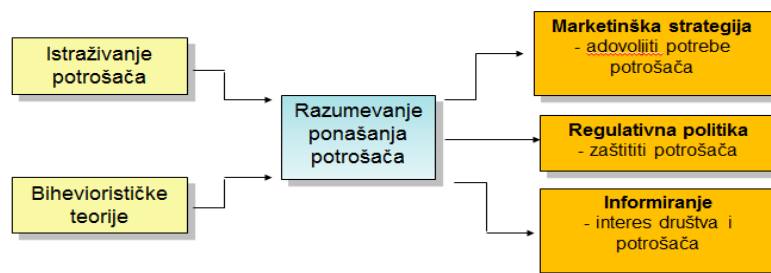 Istraživanje
potrošača
Biheviorističke
teorije
Razumevanje
ponašanja
potrošača
Marketinška strategija
- adovoljiti potrebe
potrošača
Regulativna politika
- zaštititi potrošača
Informiranje
- interes društva i
potrošača